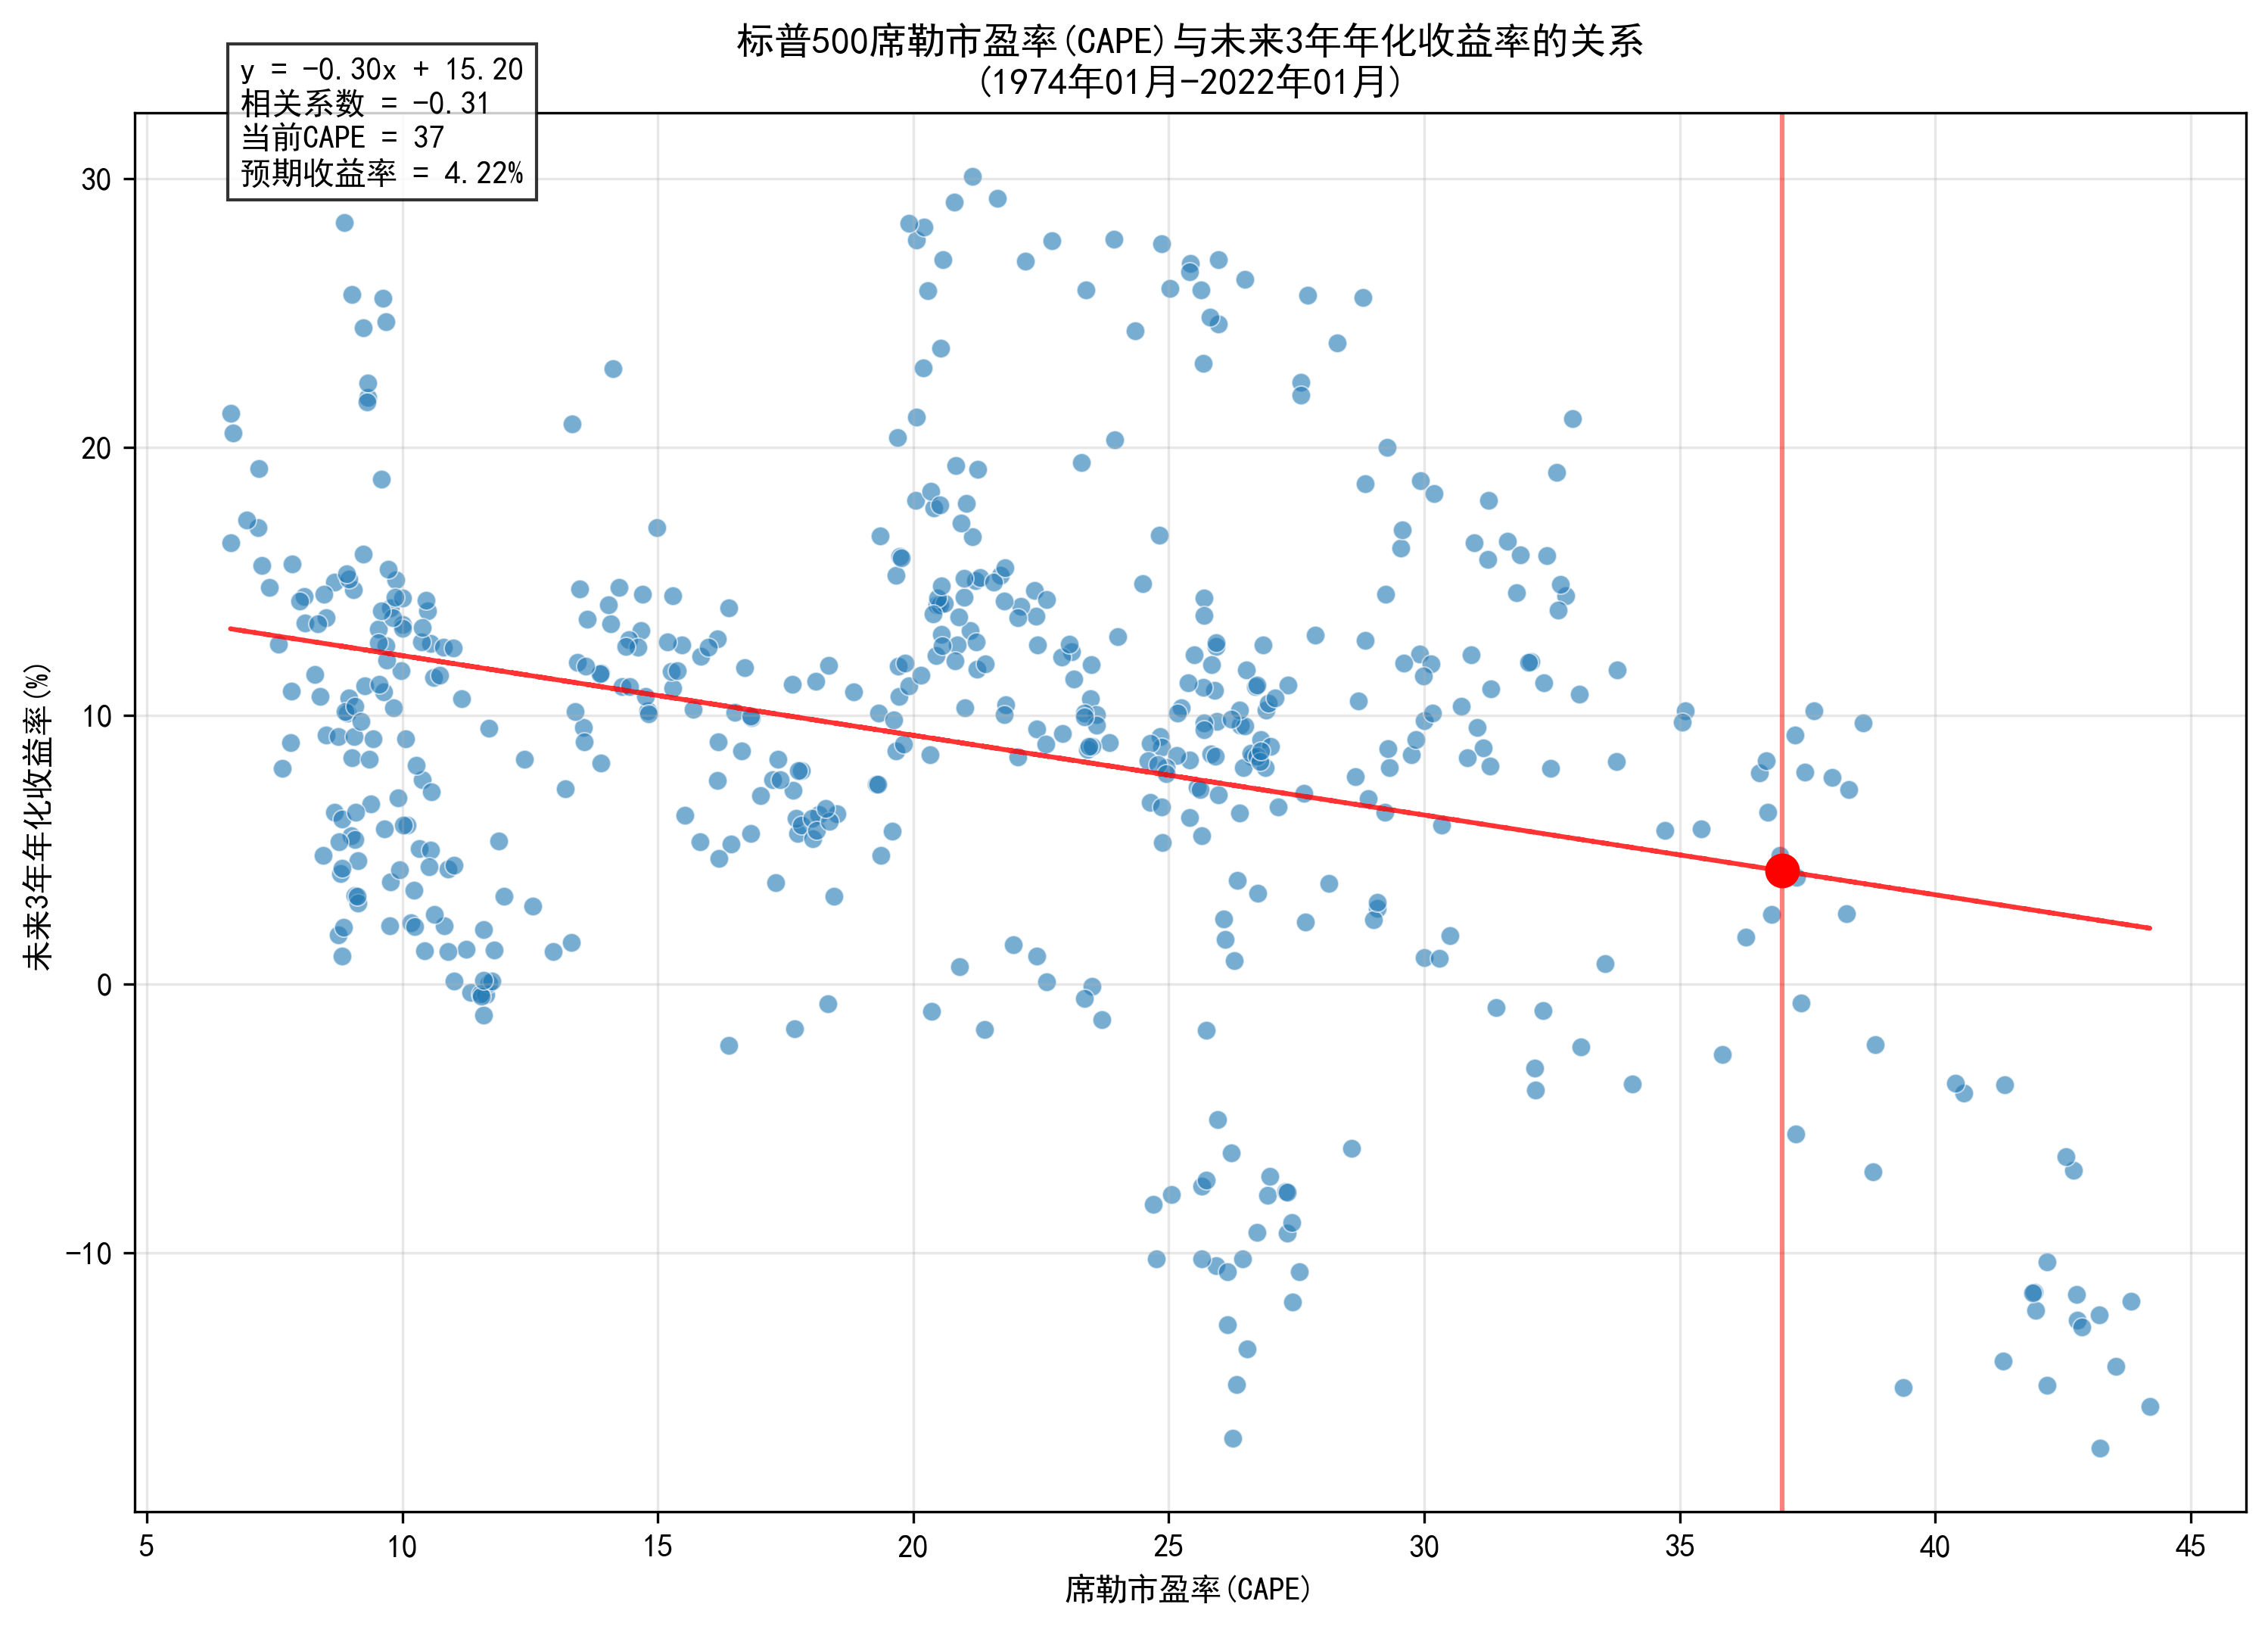 标普500席勒市盈率(CAPE)与未来3年年化收益率的关系
(1974年01月-2022年01月)
y = -0.30x + 15.20
相关系数 = -0.31
当前CAPE = 37
预期收益率 = 4.22%
未来3年年化收益率(%)
30
20
10
0
-10
5 10 15 20 25 30 35 40 45
席勒市盈率(CAPE)